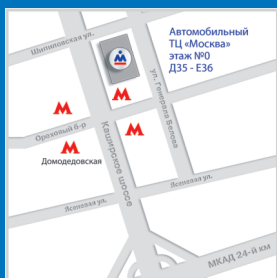 Автомобильный
ТЦ «Москва»
этаж №0
Д35 - Е36
Шипиловская ул.
ул. Генерала Белова
М
М
Ореховый б-р
М
М
Домодедовская
Каширское шоссе
Ясеневая ул.
Ясеневая ул.
МКАД 24-й км